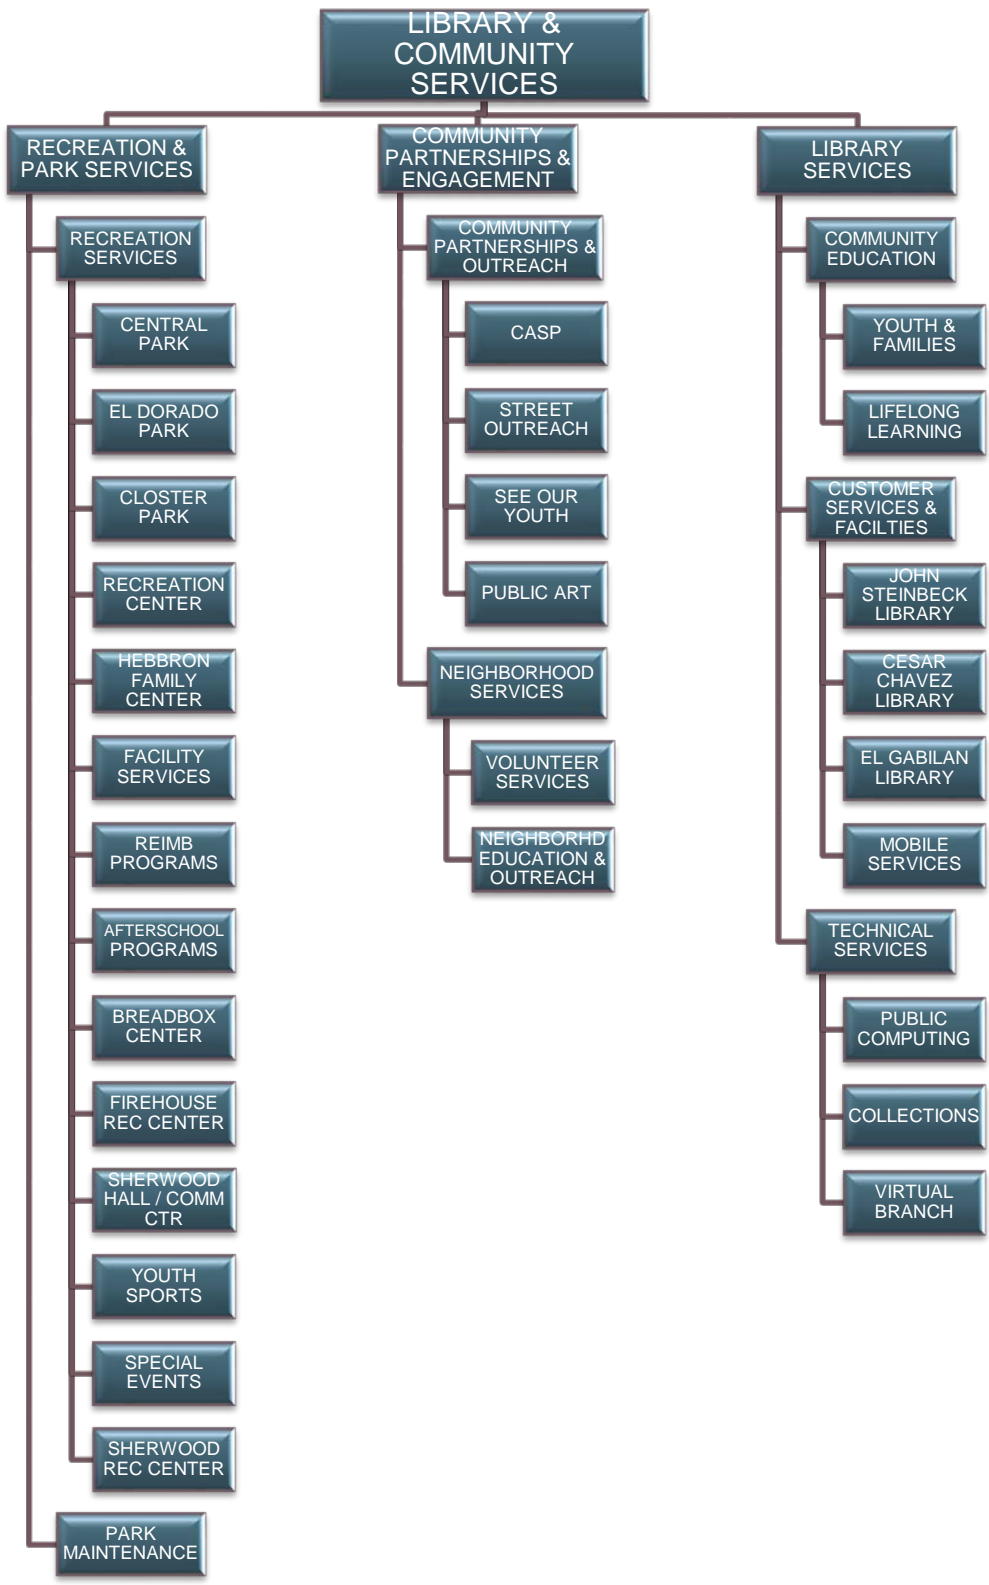 LIBRARY &
COMMUNITY
SERVICES
RECREATION &
PARK SERVICES
RECREATION
SERVICES
CENTRAL
PARK
EL DORADO
PARK
CLOSTER
PARK
RECREATION
CENTER
HEBBRON
FAMILY
CENTER
FACILITY
SERVICES
REIMB
PROGRAMS
AFTERSCHOOL
PROGRAMS
BREADBOX
CENTER
FIREHOUSE
REC CENTER
SHERWOOD
HALL / COMM
CTR
YOUTH
SPORTS
SPECIAL
EVENTS
SHERWOOD
REC CENTER
PARK
MAINTENANCE
COMMUNITY
PARTNERSHIPS &
ENGAGEMENT
COMMUNITY
PARTNERSHIPS &
OUTREACH
CASP
STREET
OUTREACH
SEE OUR
YOUTH
PUBLIC ART
NEIGHBORHOOD
SERVICES
VOLUNTEER
SERVICES
NEIGHBORHD
EDUCATION &
OUTREACH
LIBRARY
SERVICES
COMMUNITY
EDUCATION
YOUTH &
FAMILIES
LIFELONG
LEARNING
CUSTOMER
SERVICES &
FACILTIES
JOHN
STEINBECK
LIBRARY
CESAR
CHAVEZ
LIBRARY
EL GABILAN
LIBRARY
MOBILE
SERVICES
TECHNICAL
SERVICES
PUBLIC
COMPUTING
COLLECTIONS
VIRTUAL
BRANCH